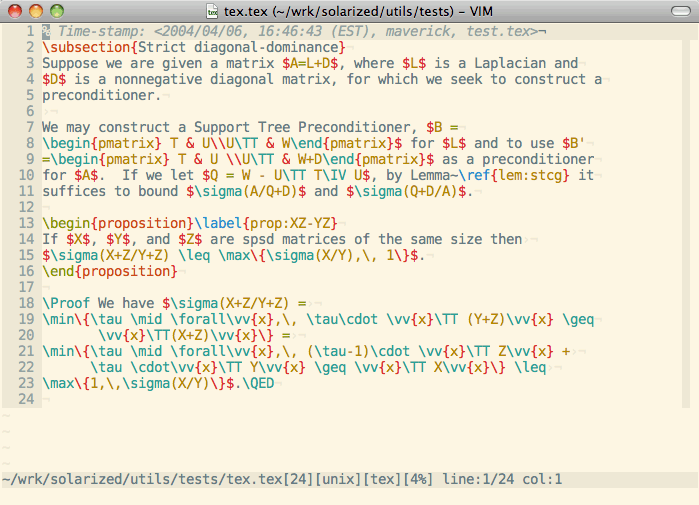 tex.tex (~/wrk/solarized/utils/tests) – VIM
1 % Time-stamp: <2004/04/06, 16:46:43 (EST), maverick, test.tex>¬
2 \subsection{Strict diagonal-dominance}¬
3 Suppose we are given a matrix $A=L+D$, where $L$ is a Laplacian and¬
4 $D$ is a nonnegative diagonal matrix, for which we seek to construct a¬
5 preconditioner.¬
6 ¬
7 We may construct a Support Tree Preconditioner, $B =¬
8 \begin{pmatrix} T & U\\U\TT & W\end{pmatrix}$ for $L$ and to use $B'¬
9 =\begin{pmatrix} T & U \\U\TT & W+D\end{pmatrix}$ as a preconditioner¬
10 for $A$.  If we let $Q = W - U\TT T\IV U$, by Lemma~\ref{lem:stcg} it¬
11 suffices to bound $\sigma(A/Q+D)$ and $\sigma(Q+D/A)$.¬
12 ¬
13 \begin{proposition}\label{prop:XZ-YZ}¬
14 If $X$, $Y$, and $Z$ are spsd matrices of the same size then¬
15 $\sigma(X+Z/Y+Z) \leq \max\{\sigma(X/Y),\, 1\}$.¬
16 \end{proposition}¬
17 ¬
18 \Proof We have $\sigma(X+Z/Y+Z) =¬
19 \min\{\tau \mid \forall\vv{x},\, \tau\cdot \vv{x}\TT (Y+Z)\vv{x} \geq¬
20       \vv{x}\TT(X+Z)\vv{x}\} =¬
21 \min\{\tau \mid \forall\vv{x},\, (\tau-1)\cdot \vv{x}\TT Z\vv{x} +¬
22      \tau \cdot\vv{x}\TT Y\vv{x} \geq \vv{x}\TT X\vv{x}\} \leq¬
23 \max\{1,\,\sigma(X/Y)\}$.\QED¬
24 ¬
~/wrk/solarized/utils/tests/tex.tex[24][unix][tex][4%] line:1/24 col:1